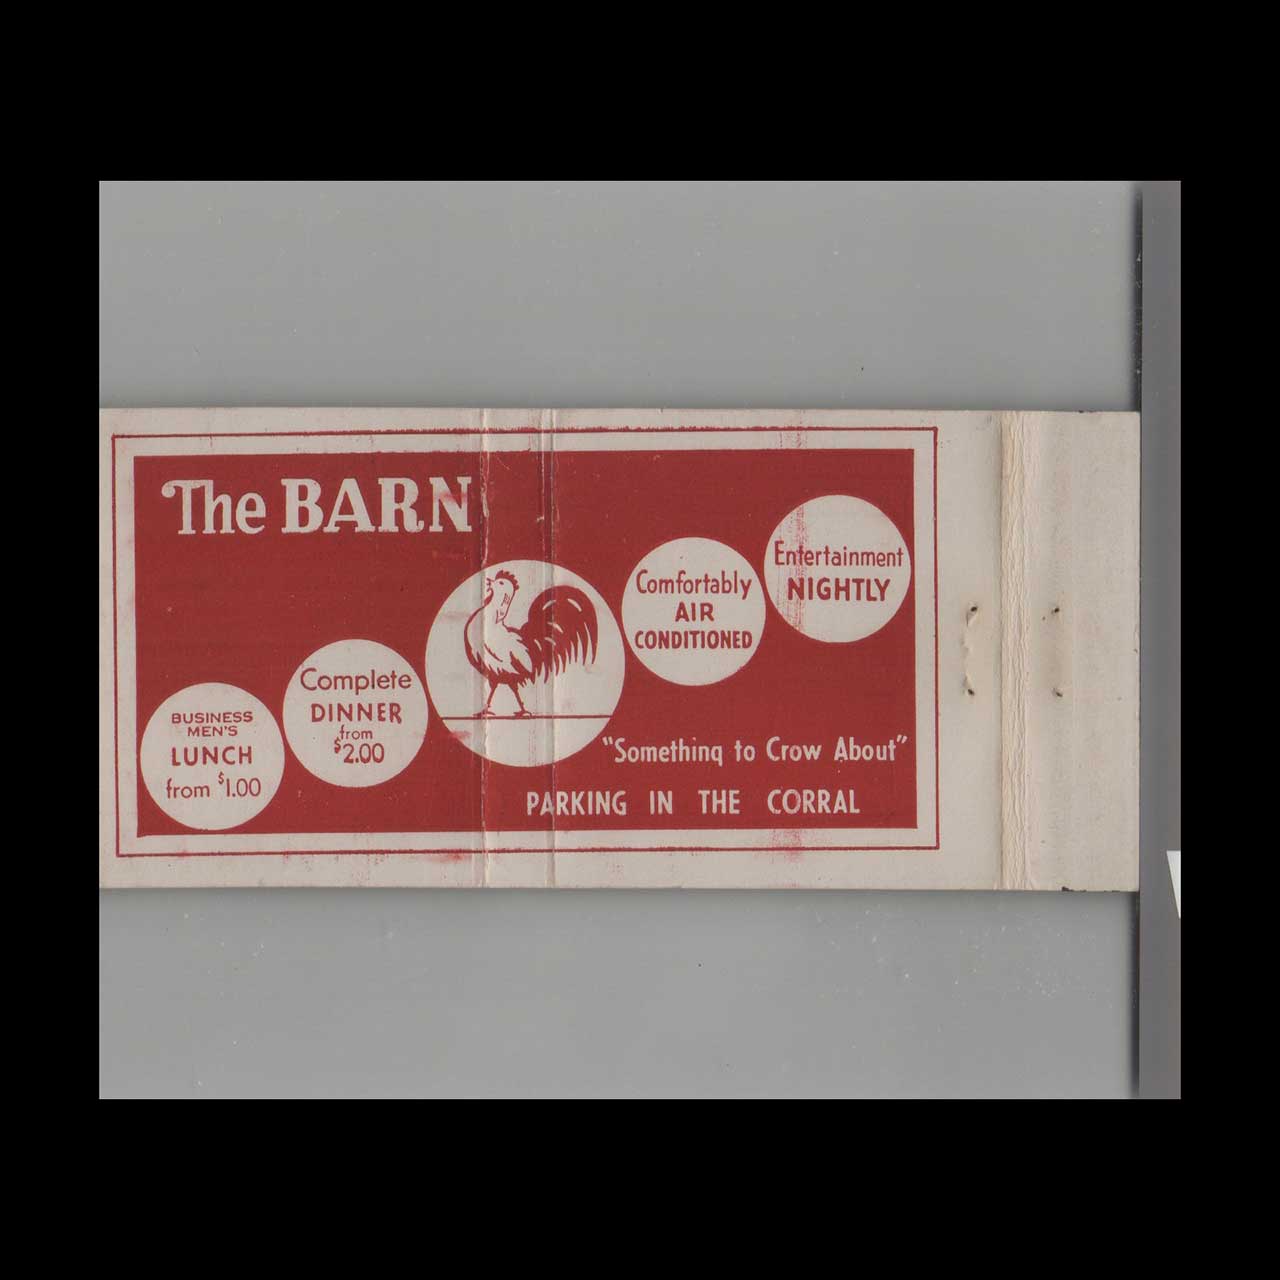 The BARN
BUSINESS
MEN'S
LUNCH
from $1.00
Complete
DINNER
from
$2.00
Comfortably
AIR
CONDITIONED
Entertainment
NIGHTLY
"Something to Crow About"
PARKING IN THE CORRAL